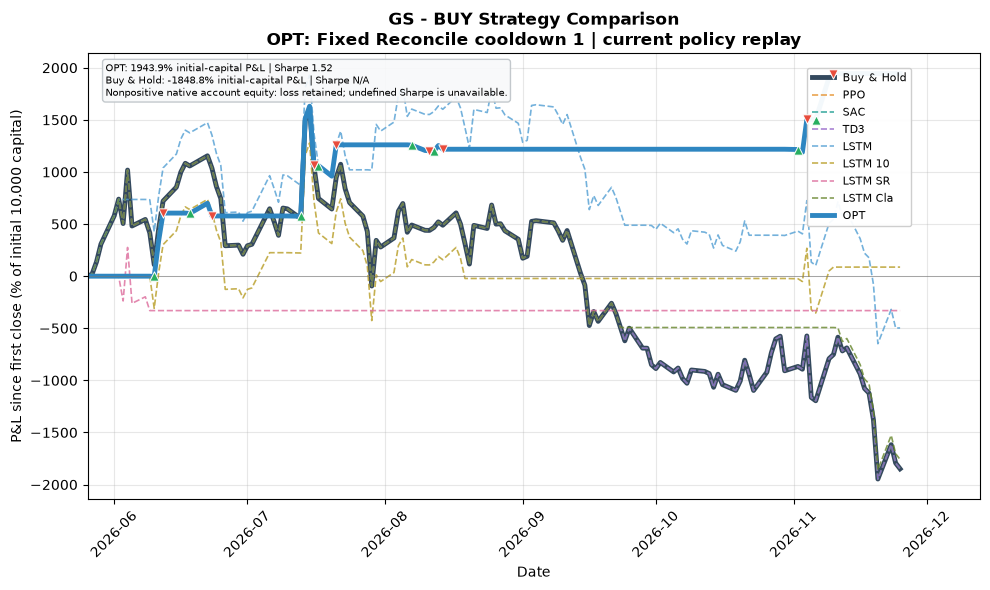 GS - BUY Strategy Comparison
OPT: Fixed Reconcile cooldown 1 | current policy replay
OPT: 1943.9% initial-capital P&L | Sharpe 1.52
Buy & Hold: -1848.8% initial-capital P&L | Sharpe N/A
Nonpositive native account equity: loss retained; undefined Sharpe is unavailable.
Buy & Hold
PPO
SAC
TD3
LSTM
LSTM 10
LSTM SR
LSTM Cla
OPT
P&L since first close (% of initial 10,000 capital)
2000
1500
1000
500
0
−500
−1000
−1500
−2000
2026-06
2026-07
2026-08
2026-09
2026-10
2026-11
2026-12
Date